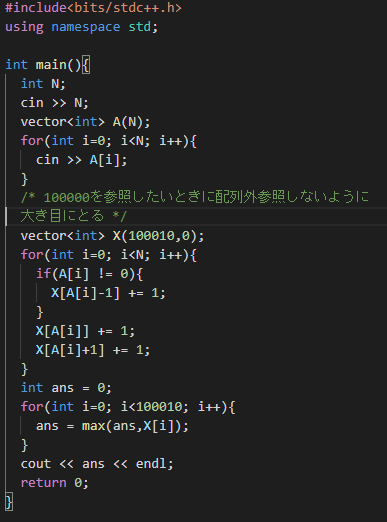 #include<bits/stdc++.h>
using namespace std;

int main(){
  int N;
  cin >> N;
  vector<int> A(N);
  for(int i=0; i<N; i++){
    cin >> A[i];
  }
  /* 100000を参照したいときに配列外参照しないように
  大き目にとる */
  vector<int> X(100010,0);
  for(int i=0; i<N; i++){
    if(A[i] != 0){
      X[A[i]-1] += 1;
    }
    X[A[i]] += 1;
    X[A[i]+1] += 1;
  }
  int ans = 0;
  for(int i=0; i<100010; i++){
    ans = max(ans,X[i]);
  }
  cout << ans << endl;
  return 0;
}